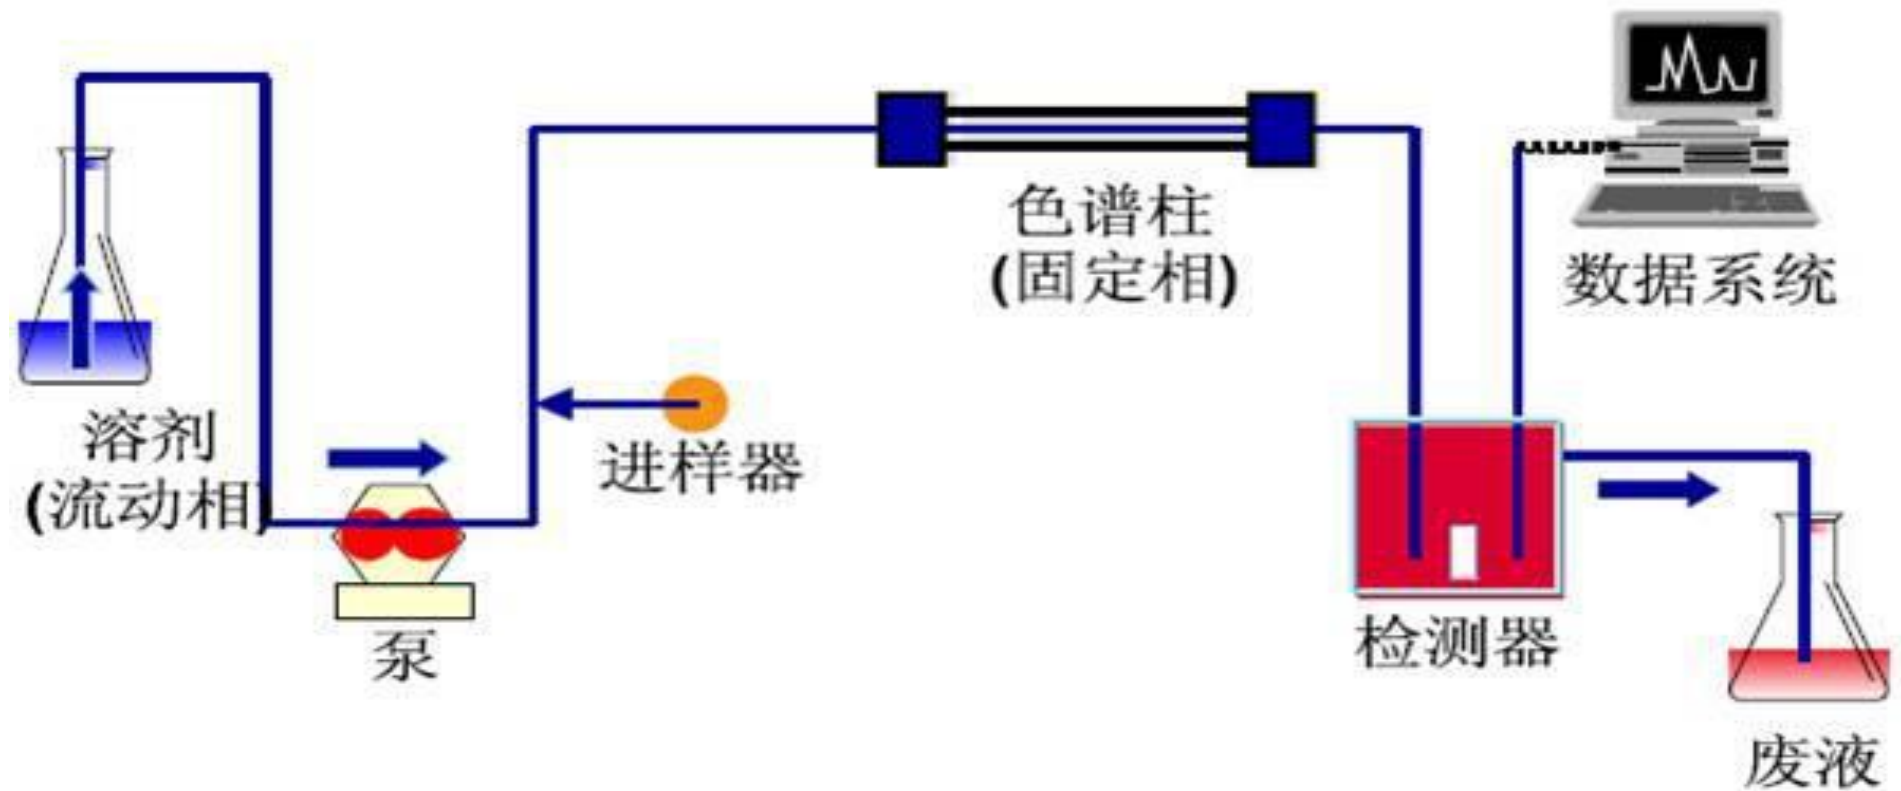 溶剂
(流动相)
泵
进样器
色谱柱
(固定相)
数据系统
检测器
废液